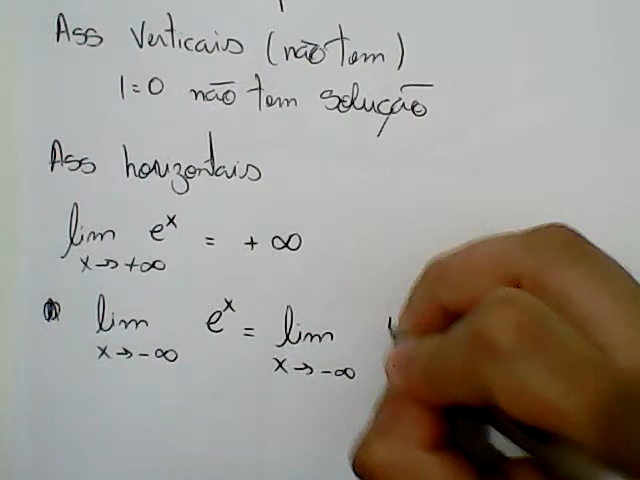 Ass Verticais (não tem)
1=0 não tem solução
Ass horizontais
lim e^x = +∞
x→+∞
lim e^x = lim
x→-∞ x→-∞